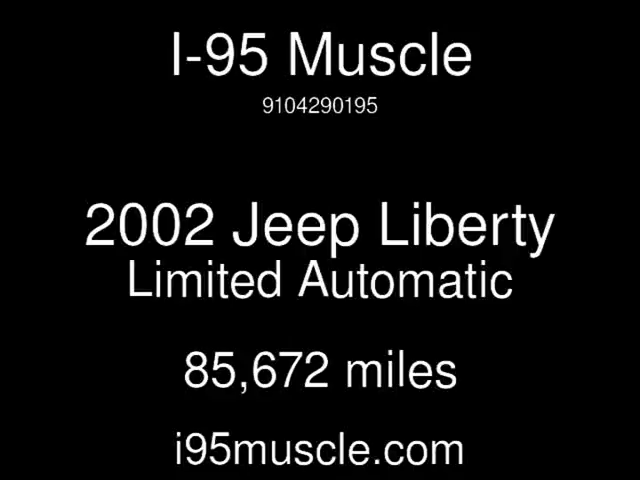 I-95 Muscle
9104290195
2002 Jeep Liberty
Limited Automatic
85,672 miles
i95muscle.com